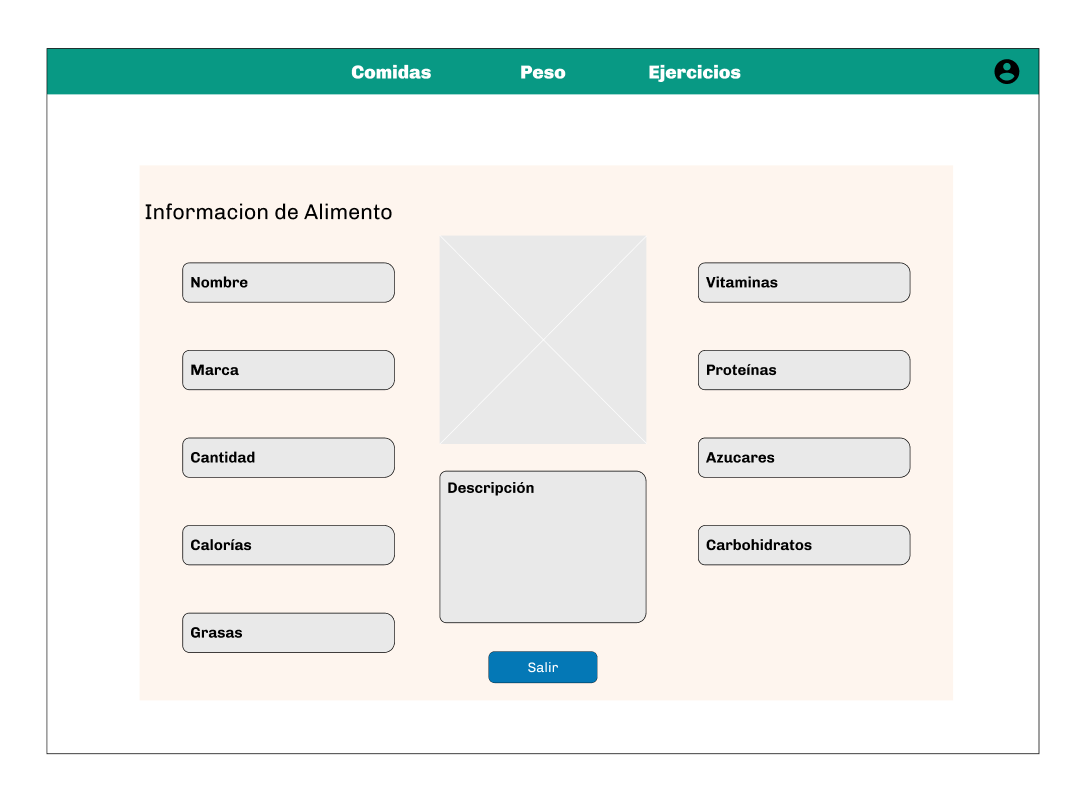 Comidas Peso Ejercicios
Informacion de Alimento
Nombre
Marca
Cantidad
Calorías
Grasas
Descripción
Salir
Vitaminas
Proteínas
Azucares
Carbohidratos